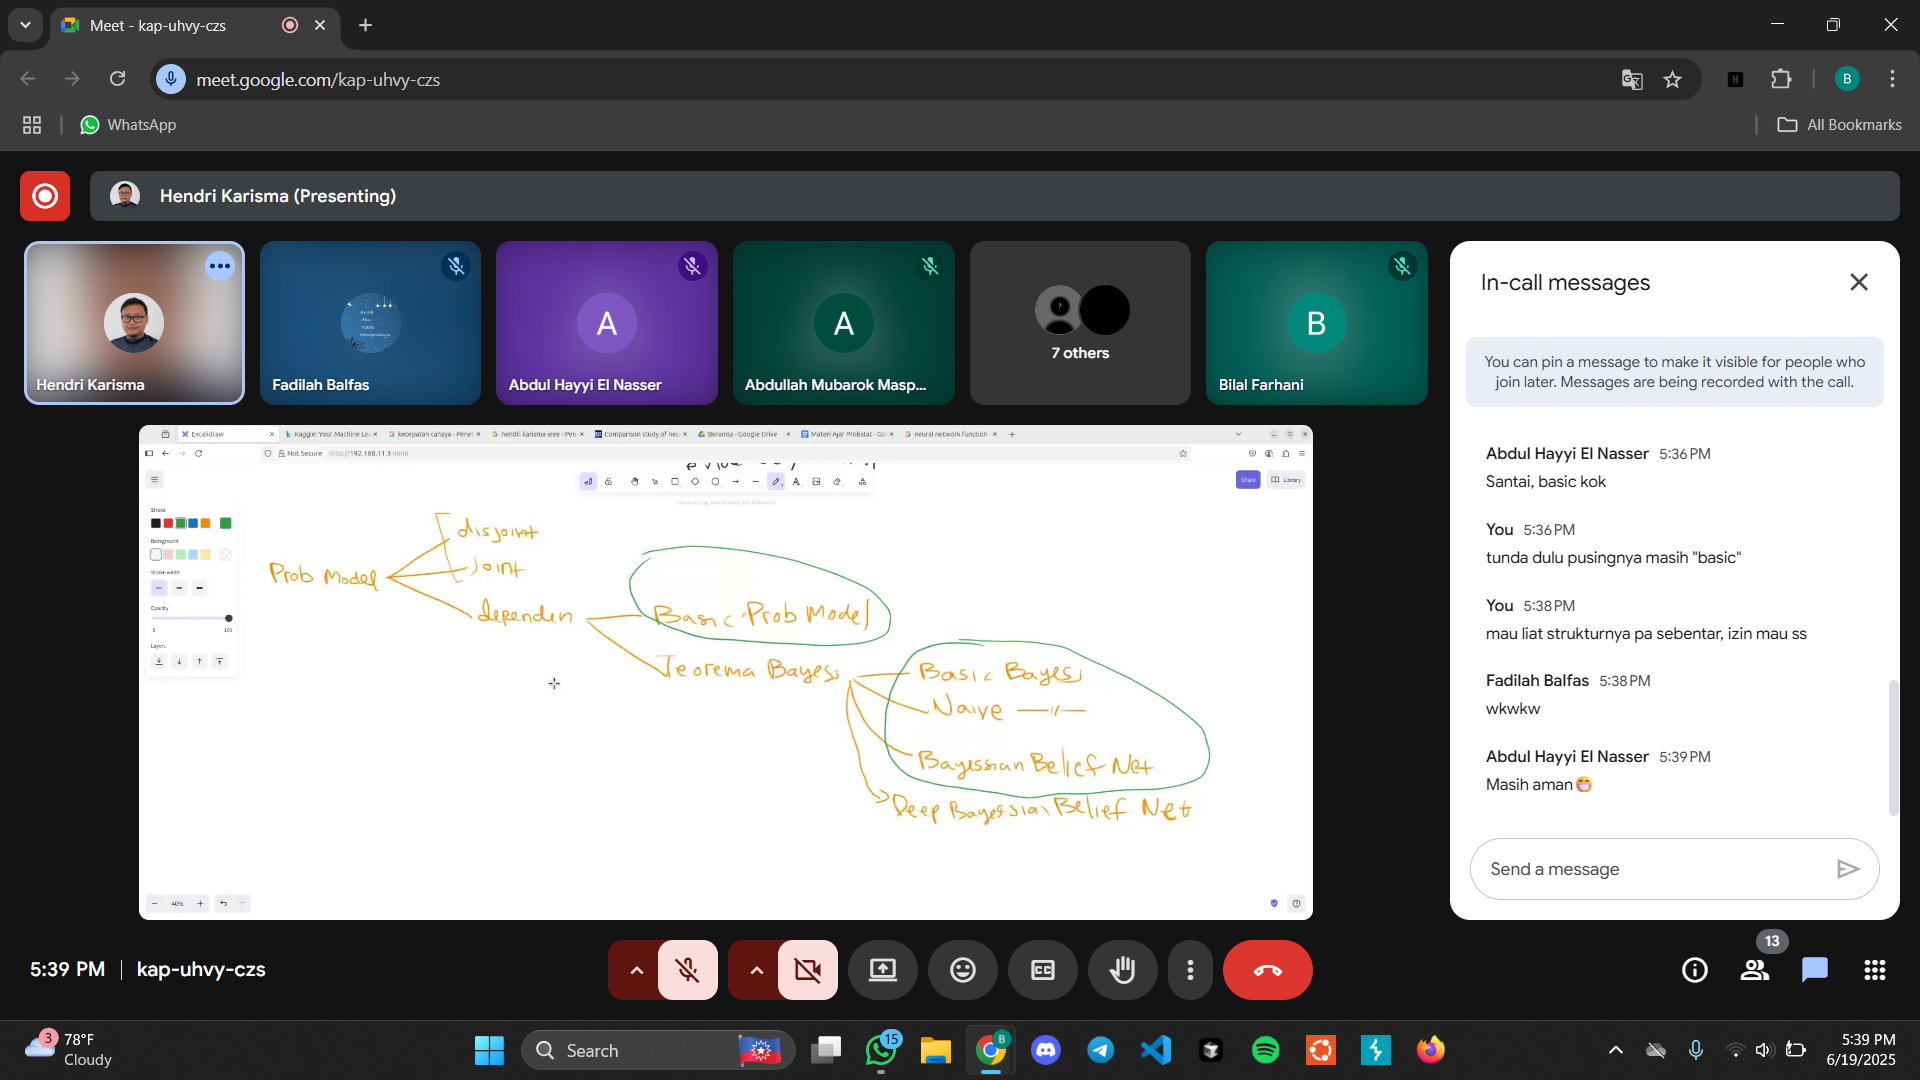 Meet - kap-uhvy-czs
meet.google.com/kap-uhvy-czs
B
WhatsApp
All Bookmarks
Hendri Karisma (Presenting)
Hendri Karisma
Fadilah Balfas
A
Abdul Hayyi El Nasser
A
Abdullah Mubarok Masp...
7 others
B
Bilal Farhani
In-call messages
You can pin a message to make it visible for people who
join later. Messages are being recorded with the call.
Abdul Hayyi El Nasser 5:36 PM
Santai, basic kok
You 5:36 PM
tunda dulu pusingnya masih "basic"
You 5:38 PM
mau liat strukturnya pa sebentar, izin mau ss
Fadilah Balfas 5:38 PM
wkwkw
Abdul Hayyi El Nasser 5:39 PM
Masih aman😁
Send a message
Excalidraw
Kaggle: Your Machine Le
kecepatan cahaya - Penel
hendri karisma ieee - Pen
Comparison study of neu
Beranda - Google Drive
Materi Ajar Probstat - Go
neural network function
Not Secure http://192.168.11.3:4000
Share
Library
Stroke
Background
Stroke width
Opacity
0 100
Layers
Prob Model
disjoint
Joint
dependen
Basic Prob Model
Teorema Bayes
Basic Bayes
Naive —//—
Bayessian Belief Net
Deep Bayessian Belief Net
40%
5:39 PM | kap-uhvy-czs
13
3
78°F
Cloudy
Search
15
B
5:39 PM
6/19/2025